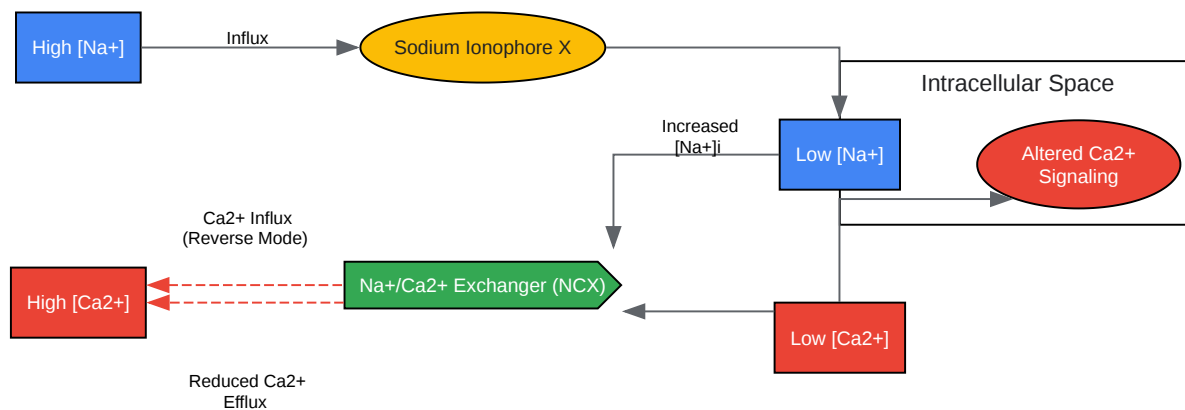 High [Na+]
Influx
Sodium Ionophore X
Intracellular Space
Increased
[Na+]i
Low [Na+]
Altered Ca2+
Signaling
Ca2+ Influx
(Reverse Mode)
High [Ca2+]
Na+/Ca2+ Exchanger (NCX)
Low [Ca2+]
Reduced Ca2+
Efflux